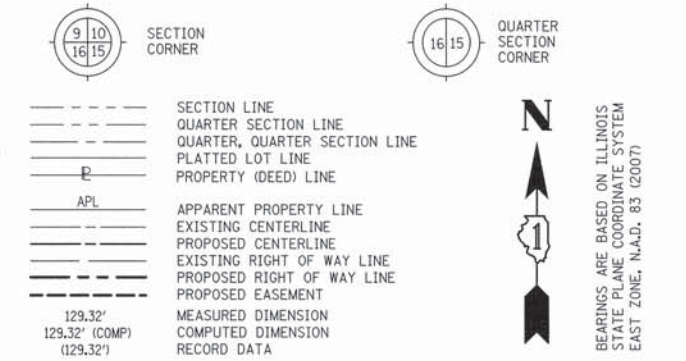 9 10
16 15
SECTION
CORNER
16 15
QUARTER
SECTION
CORNER
SECTION LINE
QUARTER SECTION LINE
QUARTER, QUARTER SECTION LINE
PLATTED LOT LINE
PROPERTY (DEED) LINE
APL
APPARENT PROPERTY LINE
EXISTING CENTERLINE
PROPOSED CENTERLINE
EXISTING RIGHT OF WAY LINE
PROPOSED RIGHT OF WAY LINE
PROPOSED EASEMENT
129.32' MEASURED DIMENSION
129.32' (COMP) COMPUTED DIMENSION
(129.32') RECORD DATA
N
1
BEARINGS ARE BASED ON ILLINOIS
STATE PLANE COORDINATE SYSTEM
EAST ZONE, N.A.D. 83 (2007)